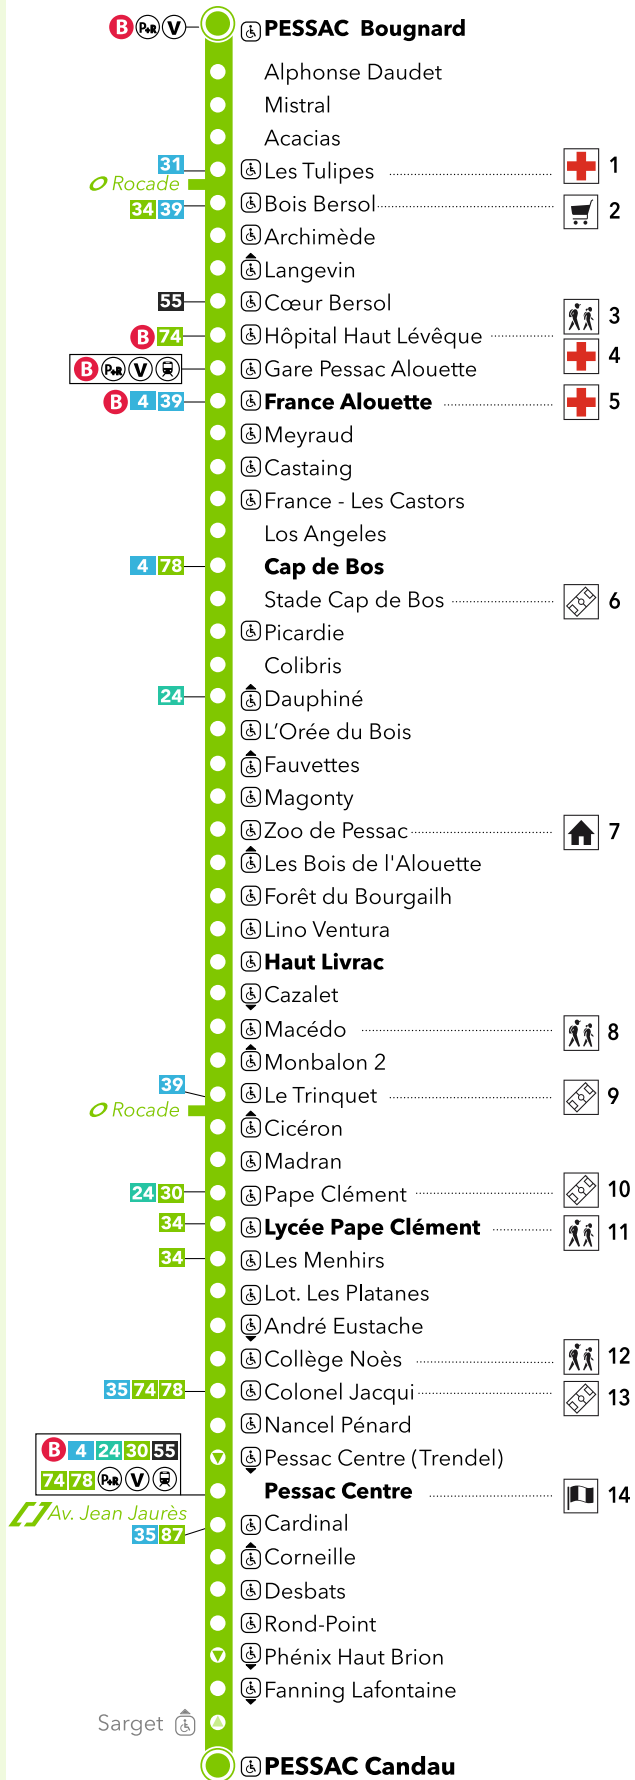 B P+R V PESSAC Bougnard
Alphonse Daudet
Mistral
Acacias
31 Les Tulipes 1
Rocade
34 39 Bois Bersol 2
Archimède
Langevin
55 Cœur Bersol
B 74 Hôpital Haut Lévêque 3
4
B P+R V Gare Pessac Alouette
B 4 39 France Alouette 5
Meyraud
Castaing
France - Les Castors
Los Angeles
4 78 Cap de Bos
Stade Cap de Bos 6
Picardie
Colibris
24 Dauphiné
L'Orée du Bois
Fauvettes
Magonty
Zoo de Pessac 7
Les Bois de l'Alouette
Forêt du Bourgailh
Lino Ventura
Haut Livrac
Cazalet
Macédo 8
Monbalon 2
39 Le Trinquet 9
Rocade
Cicéron
Madran
24 30 Pape Clément 10
34 Lycée Pape Clément 11
34 Les Menhirs
Lot. Les Platanes
André Eustache
Collège Noès 12
35 74 78 Colonel Jacqui 13
Nancel Pénard
Pessac Centre (Trendel)
B 4 24 30 55
74 78 P+R V
Pessac Centre 14
Av. Jean Jaurès
35 87 Cardinal
Corneille
Desbats
Rond-Point
Phénix Haut Brion
Fanning Lafontaine
Sarget
PESSAC Candau